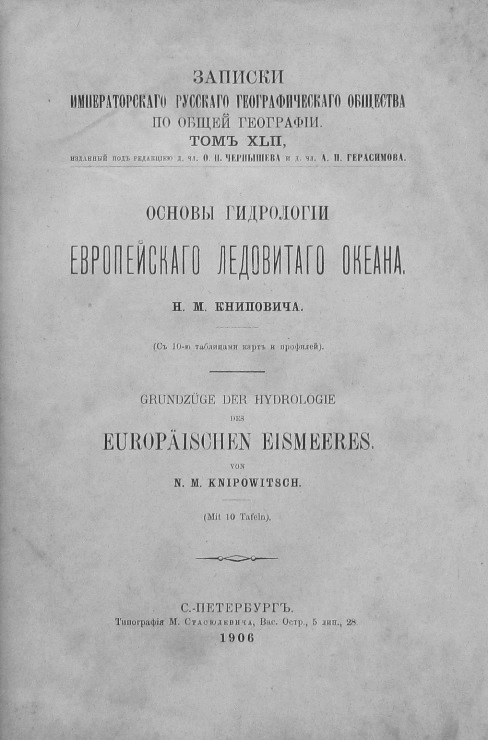 ЗАПИСКИ
ИМПЕРАТОРСКАГО РУССКАГО ГЕОГРАФИЧЕСКАГО ОБЩЕСТВА
ПО ОБЩЕЙ ГЕОГРАФІИ.
ТОМЪ XLII,
ИЗДАННЫЙ ПОДЪ РЕДАКЦІЕЮ Д. ЧЛ. Ѳ. Н. ЧЕРНЫШЕВА И Д. ЧЛ. А. П. ГЕРАСИМОВА.
ОСНОВЫ ГИДРОЛОГІИ
ЕВРОПЕЙСКАГО ЛЕДОВИТАГО ОКЕАНА.
Н. М. КНИПОВИЧА.
(Съ 10-ю таблицами картъ и профилей).
GRUNDZÜGE DER HYDROLOGIE
DES
EUROPÄISCHEN EISMEERES.
VON
N. M. KNIPOWITSCH.
(Mit 10 Tafeln).
С.-ПЕТЕРБУРГЪ.
Типографія М. Стасюлевича, Вас. Остр., 5 лин., 28.
1906